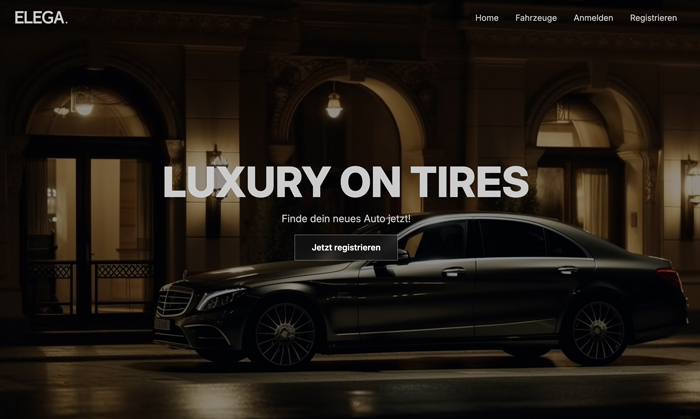 ELEGA.
Home Fahrzeuge Anmelden Registrieren
LUXURY ON TIRES
Finde dein neues Auto jetzt!
Jetzt registrieren